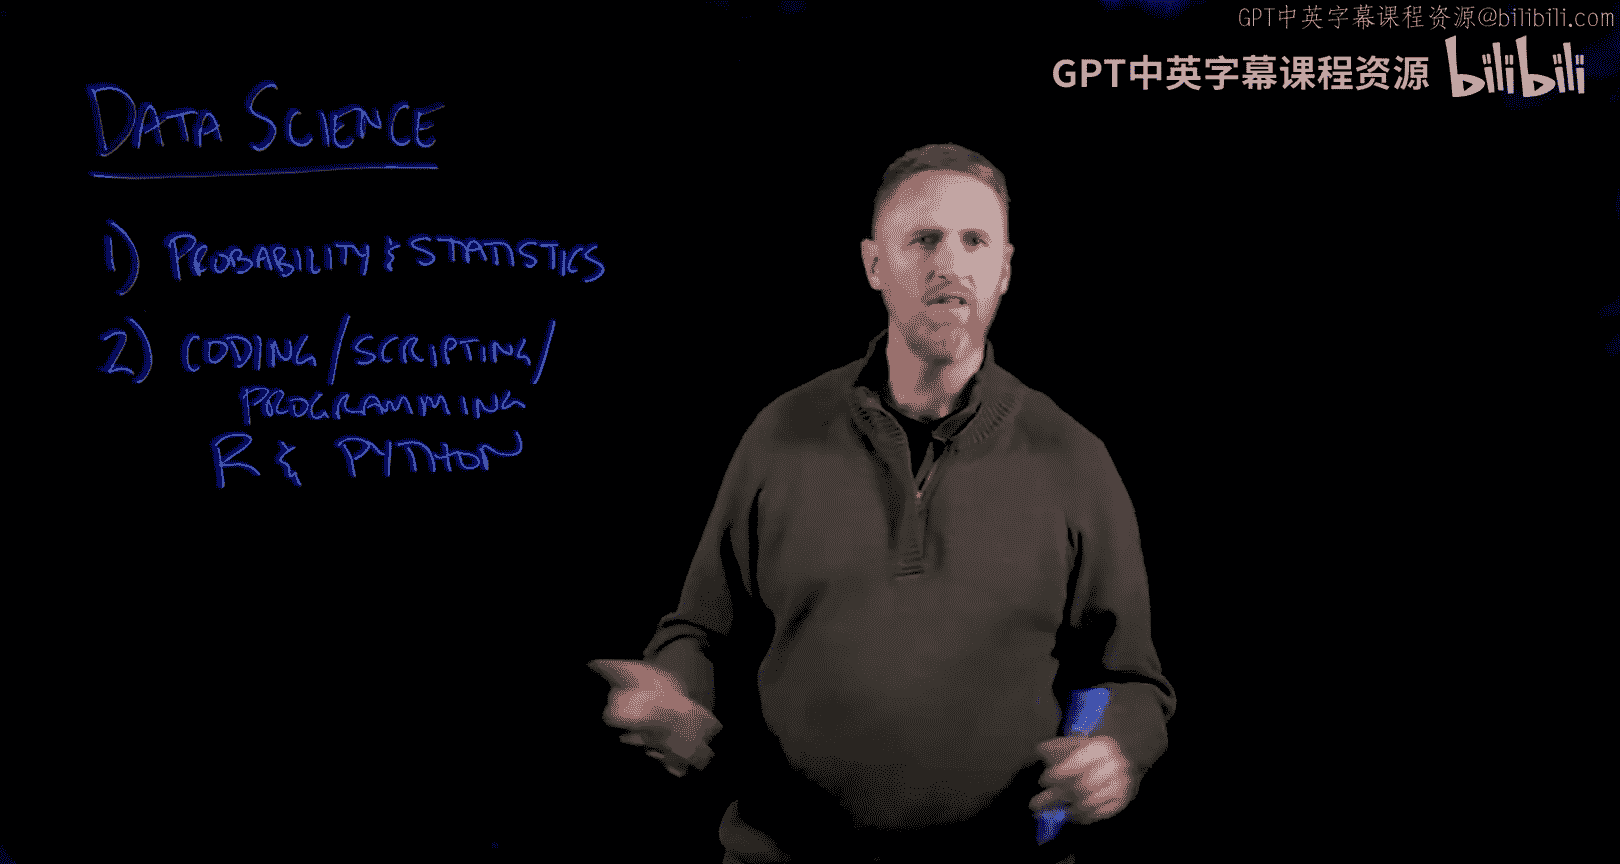 GPT中英字幕课程资源@bilibili.com
GPT中英字幕课程资源 bilibili
DATA SCIENCE
1) PROBABILITY & STATISTICS
2) CODING/SCRIPTING/
PROGRAMMING
R & PYTHON